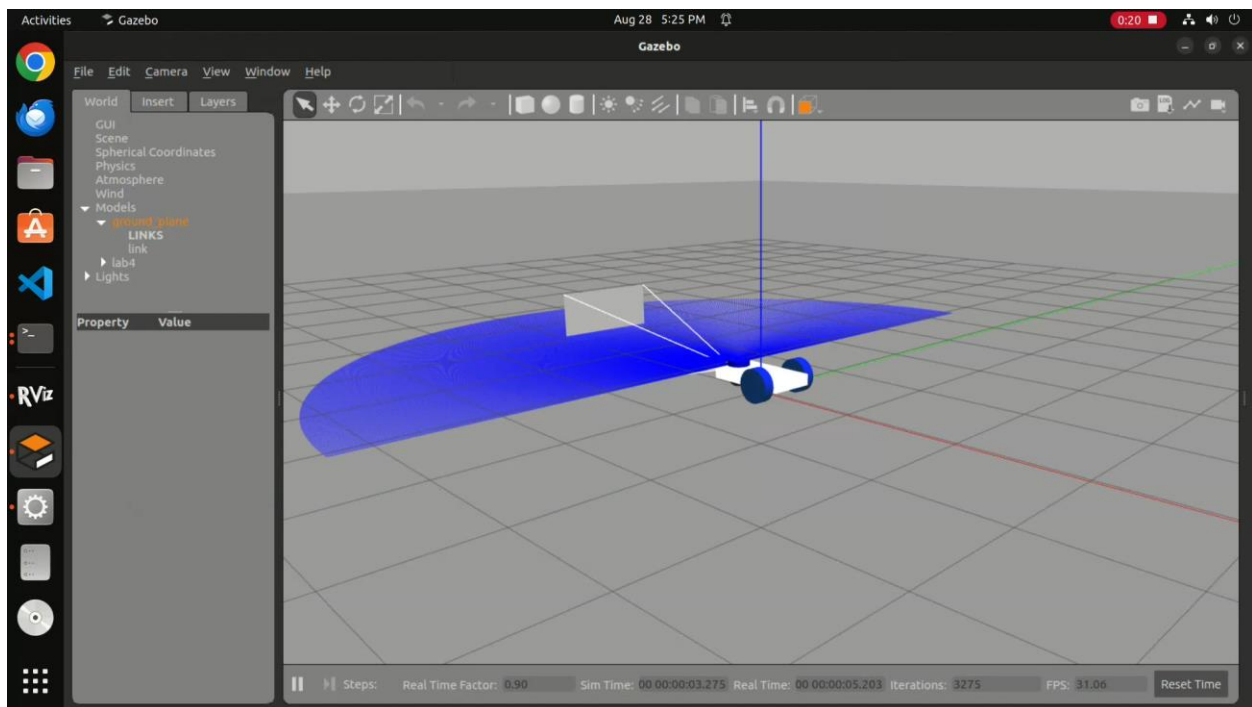 Activities Gazebo Aug 28 5:25 PM 0:20
Gazebo
File Edit Camera View Window Help
World Insert Layers
GUI
Scene
Spherical Coordinates
Physics
Atmosphere
Wind
Models
ground_plane
LINKS
link
lab4
Lights
Property Value
RViz
Steps: Real Time Factor: 0.90 Sim Time: 00 00:00:03.275 Real Time: 00 00:00:05.203 Iterations: 3275 FPS: 31.06 Reset Time